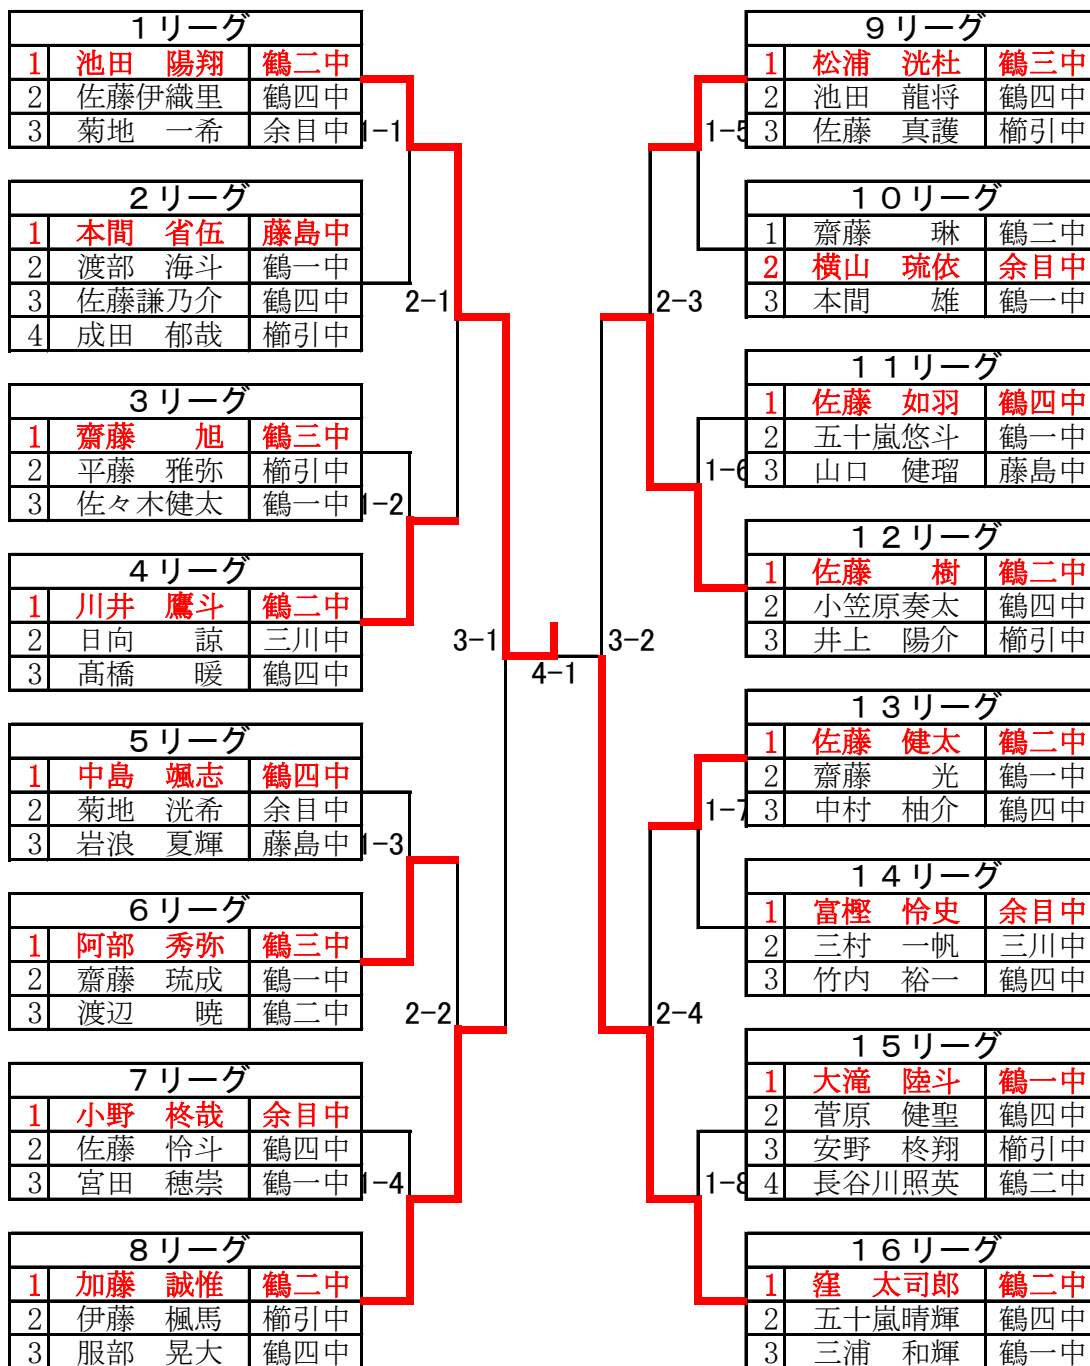 1リーグ
1 池田 陽翔 鶴二中
2 佐藤伊織里 鶴四中
3 菊地 一希 余目中
1-1
2リーグ
1 本間 省伍 藤島中
2 渡部 海斗 鶴一中
3 佐藤謙乃介 鶴四中
4 成田 郁哉 櫛引中
2-1
3リーグ
1 齋藤 旭 鶴三中
2 平藤 雅弥 櫛引中
3 佐々木健太 鶴一中
1-2
4リーグ
1 川井 鷹斗 鶴二中
2 日向 諒 三川中
3 髙橋 暖 鶴四中
3-1
4-1
5リーグ
1 中島 颯志 鶴四中
2 菊地 洸希 余目中
3 岩浪 夏輝 藤島中
1-3
6リーグ
1 阿部 秀弥 鶴三中
2 齋藤 琉成 鶴一中
3 渡辺 暁 鶴二中
2-2
7リーグ
1 小野 柊哉 余目中
2 佐藤 怜斗 鶴四中
3 宮田 穂崇 鶴一中
1-4
8リーグ
1 加藤 誠惟 鶴二中
2 伊藤 楓馬 櫛引中
3 服部 晃大 鶴四中
9リーグ
1 松浦 洸杜 鶴三中
2 池田 龍将 鶴四中
1-5
3 佐藤 真護 櫛引中
10リーグ
1 齋藤 琳 鶴二中
2 横山 琉依 余目中
3 本間 雄 鶴一中
2-3
11リーグ
1 佐藤 如羽 鶴四中
2 五十嵐悠斗 鶴一中
1-6
3 山口 健瑠 藤島中
12リーグ
1 佐藤 樹 鶴二中
2 小笠原奏太 鶴四中
3 井上 陽介 櫛引中
3-2
13リーグ
1 佐藤 健太 鶴二中
2 齋藤 光 鶴一中
1-7
3 中村 柚介 鶴四中
14リーグ
1 富樫 怜史 余目中
2 三村 一帆 三川中
3 竹内 裕一 鶴四中
2-4
15リーグ
1 大滝 陸斗 鶴一中
2 菅原 健聖 鶴四中
3 安野 柊翔 櫛引中
1-8
4 長谷川照英 鶴二中
16リーグ
1 窪 太司郎 鶴二中
2 五十嵐晴輝 鶴四中
3 三浦 和輝 鶴一中